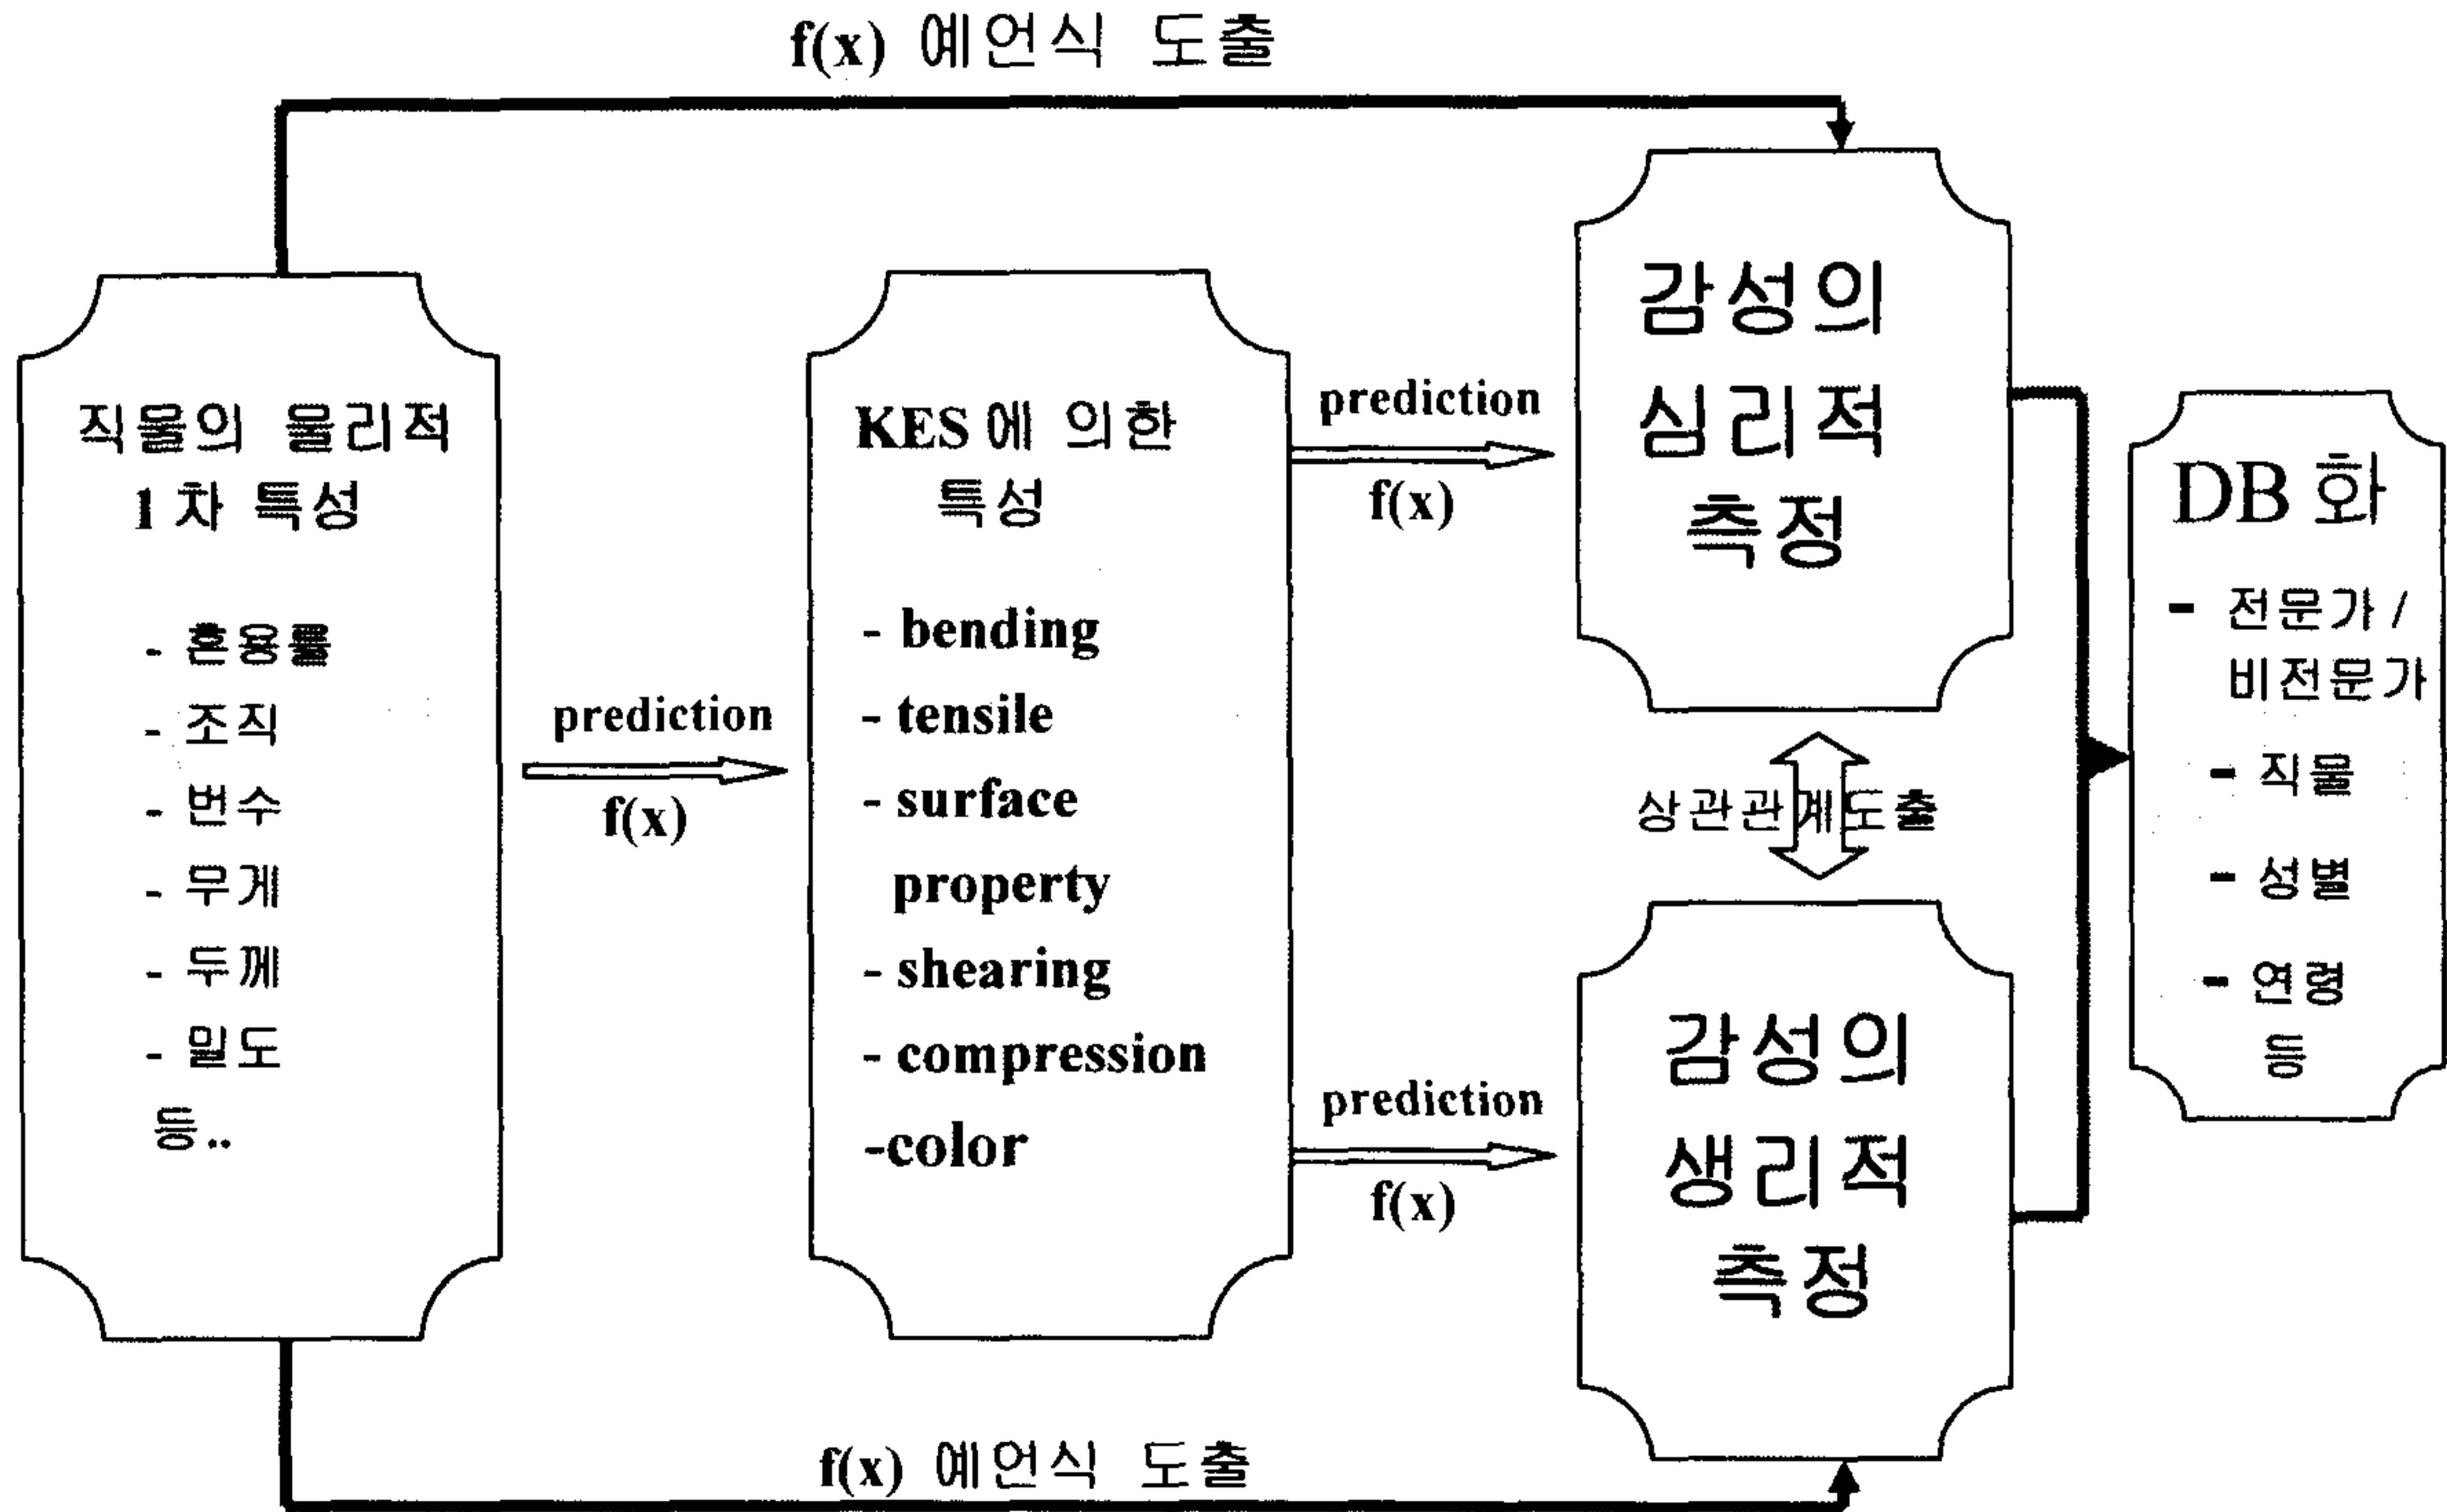 f(x) 예언식 도출
직물의 물리적
1차 특성
- 혼용률
- 조직
- 번수
- 무게
- 두께
- 밀도
등..
prediction
f(x)
KES에 의한
특성
- bending
- tensile
- surface
property
- shearing
- compression
-color
prediction
f(x)
prediction
f(x)
감성의
심리적
측정
상관관계도출
감성의
생리적
측정
DB화
- 전문가/
비전문가
- 직물
- 성별
- 연령
등
f(x) 예언식 도출